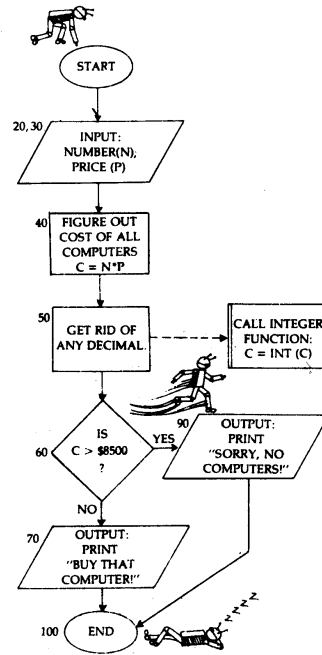 START
20,30
INPUT:
NUMBER(N);
PRICE (P)
40
FIGURE OUT
COST OF ALL
COMPUTERS
C = N*P
50
GET RID OF
ANY DECIMAL.
CALL INTEGER
FUNCTION:
C = INT (C)
60
IS
C > $8500
?
YES
90
OUTPUT:
PRINT
"SORRY, NO
COMPUTERS!"
NO
70
OUTPUT:
PRINT
"BUY THAT
COMPUTER!"
100
END
z z z z z